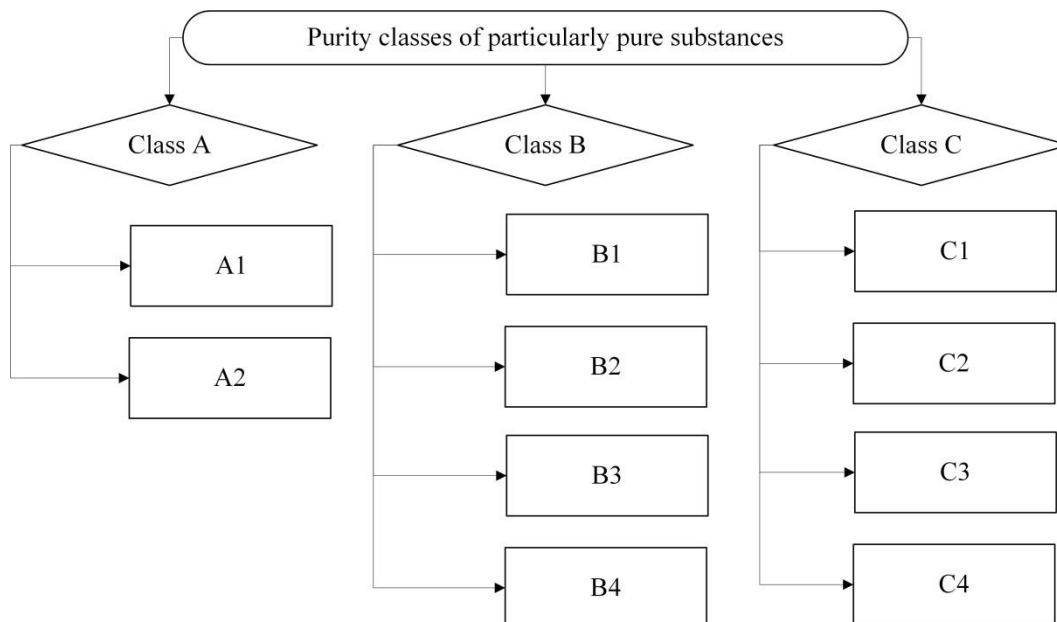 Purity classes of particularly pure substances
Class A
Class B
Class C
A1
A2
B1
B2
B3
B4
C1
C2
C3
C4